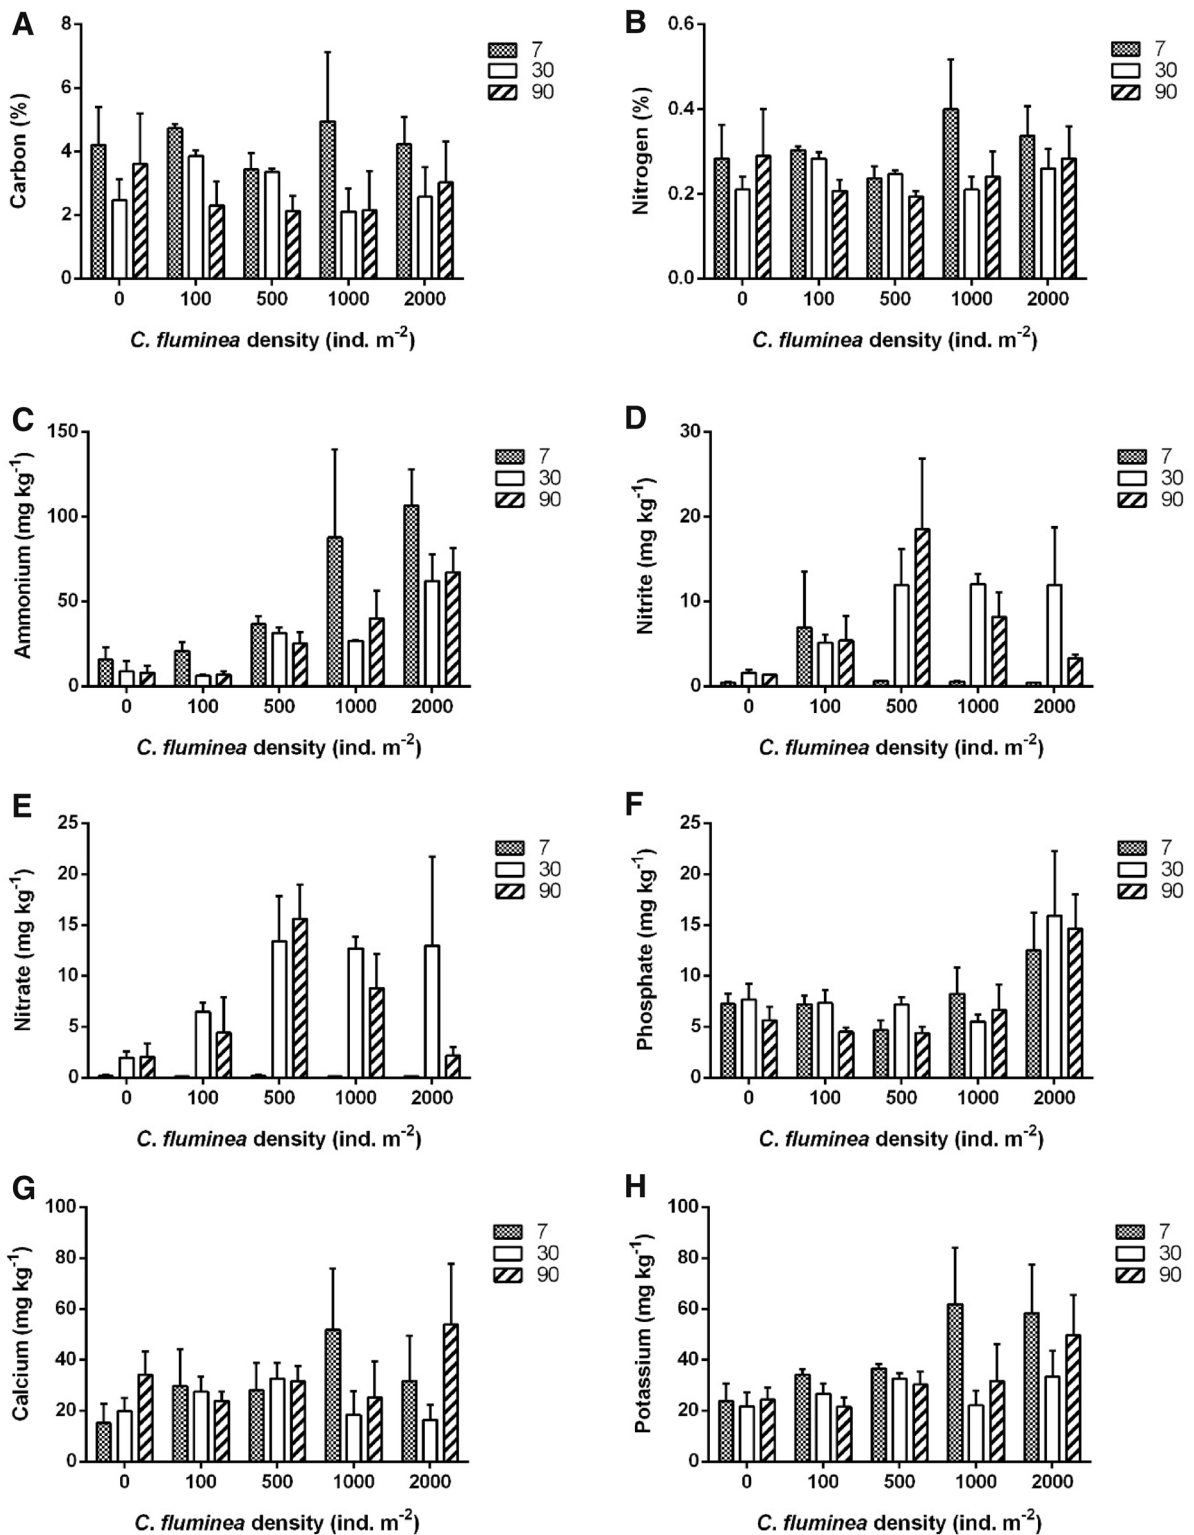 A
Carbon (%)
8
6
4
2
0
0 100 500 1000 2000
C. fluminea density (ind. m⁻²)
7
30
90
B
Nitrogen (%)
0.6
0.4
0.2
0.0
0 100 500 1000 2000
C. fluminea density (ind. m⁻²)
7
30
90
C
Ammonium (mg kg⁻¹)
150
100
50
0
0 100 500 1000 2000
C. fluminea density (ind. m⁻²)
7
30
90
D
Nitrite (mg kg⁻¹)
30
20
10
0
0 100 500 1000 2000
C. fluminea density (ind. m⁻²)
7
30
90
E
Nitrate (mg kg⁻¹)
25
20
15
10
5
0
0 100 500 1000 2000
C. fluminea density (ind. m⁻²)
7
30
90
F
Phosphate (mg kg⁻¹)
25
20
15
10
5
0
0 100 500 1000 2000
C. fluminea density (ind. m⁻²)
7
30
90
G
Calcium (mg kg⁻¹)
100
80
60
40
20
0
0 100 500 1000 2000
C. fluminea density (ind. m⁻²)
7
30
90
H
Potassium (mg kg⁻¹)
100
80
60
40
20
0
0 100 500 1000 2000
C. fluminea density (ind. m⁻²)
7
30
90